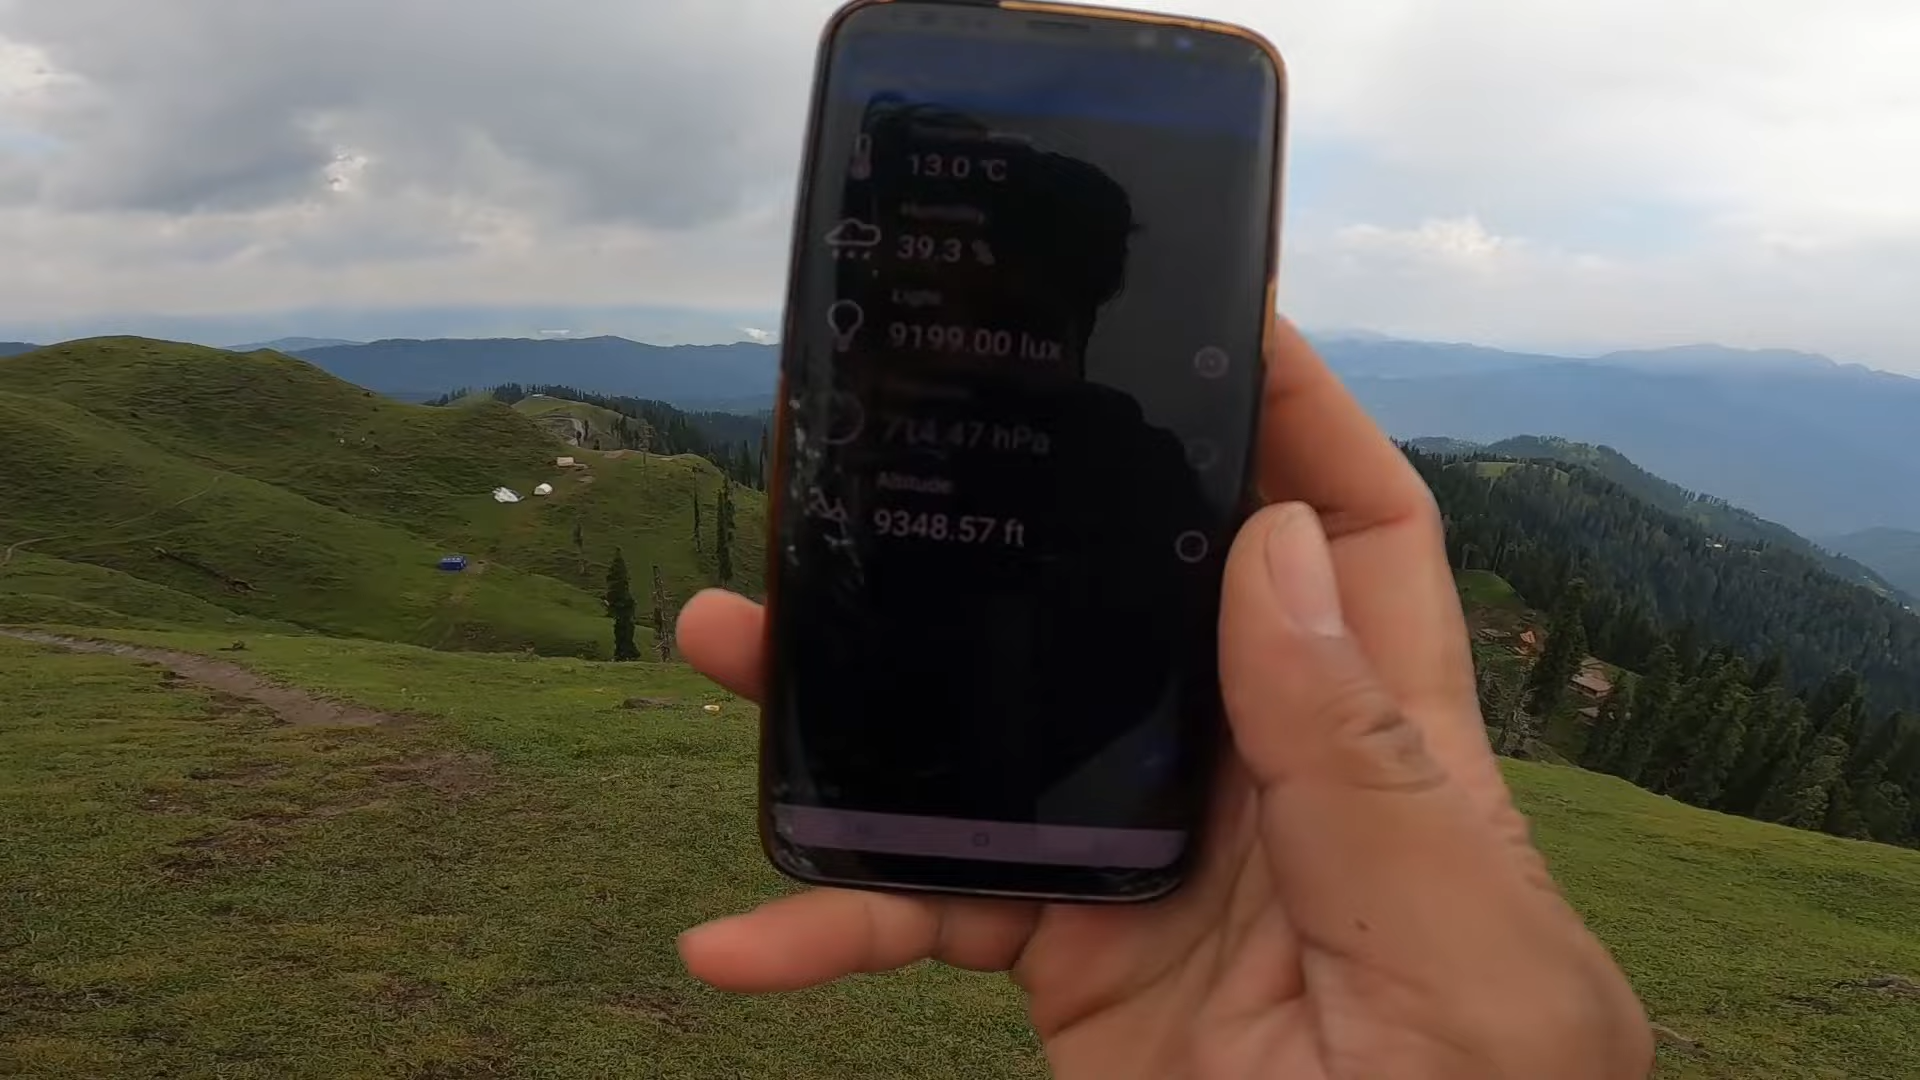 13.0 °C
Humidity
39.3 %
Light
9199.00 lux
714.47 hPa
Altitude
9348.57 ft